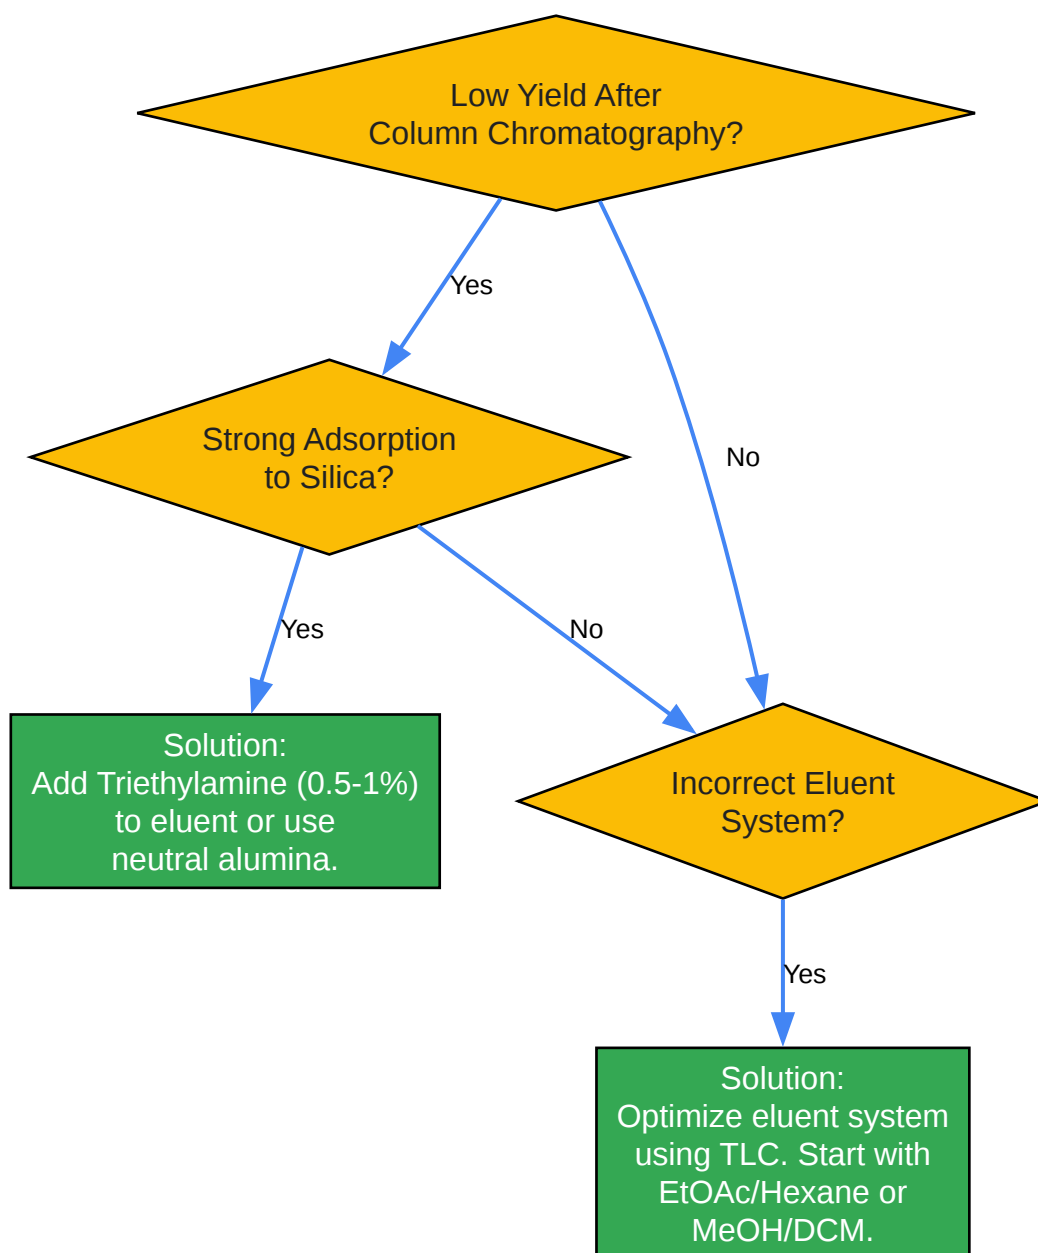 Low Yield After
Column Chromatography?
Yes
Strong Adsorption
to Silica?
No
Yes
No
Solution:
Add Triethylamine (0.5-1%)
to eluent or use
neutral alumina.
Incorrect Eluent
System?
Yes
Solution:
Optimize eluent system
using TLC. Start with
EtOAc/Hexane or
MeOH/DCM.